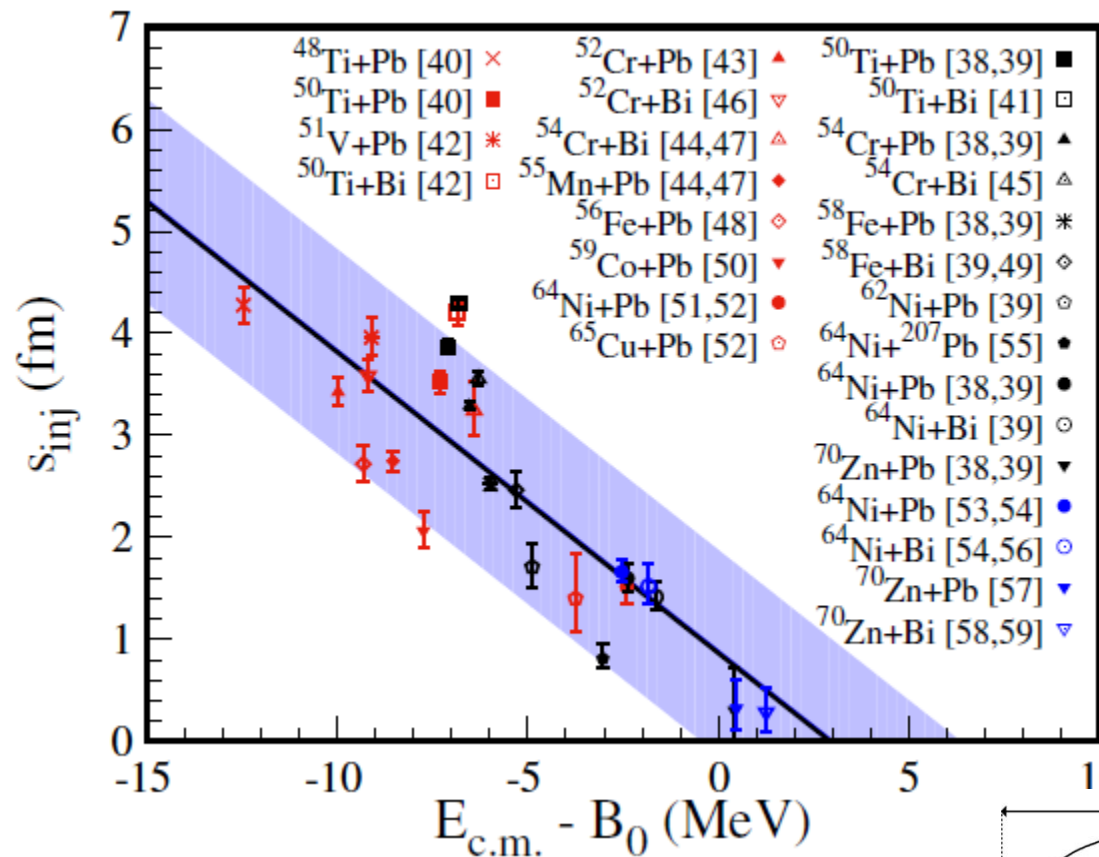 7
6
5
4
3
2
1
0
s_inj (fm)
⁴⁸Ti+Pb [40]
⁵⁰Ti+Pb [40]
⁵¹V+Pb [42]
⁵⁰Ti+Bi [42]
⁵²Cr+Pb [43]
⁵²Cr+Bi [46]
⁵⁴Cr+Bi [44,47]
⁵⁵Mn+Pb [44,47]
⁵⁶Fe+Pb [48]
⁵⁹Co+Pb [50]
⁶⁴Ni+Pb [51,52]
⁶⁵Cu+Pb [52]
⁵⁰Ti+Pb [38,39]
⁵⁰Ti+Bi [41]
⁵⁴Cr+Pb [38,39]
⁵⁴Cr+Bi [45]
⁵⁸Fe+Pb [38,39]
⁵⁸Fe+Bi [39,49]
⁶²Ni+Pb [39]
⁶⁴Ni+²⁰⁷Pb [55]
⁶⁴Ni+Pb [38,39]
⁶⁴Ni+Bi [39]
⁷⁰Zn+Pb [38,39]
⁶⁴Ni+Pb [53,54]
⁶⁴Ni+Bi [54,56]
⁷⁰Zn+Pb [57]
⁷⁰Zn+Bi [58,59]
-15 -10 -5 0 5 1
E_c.m. - B₀ (MeV)